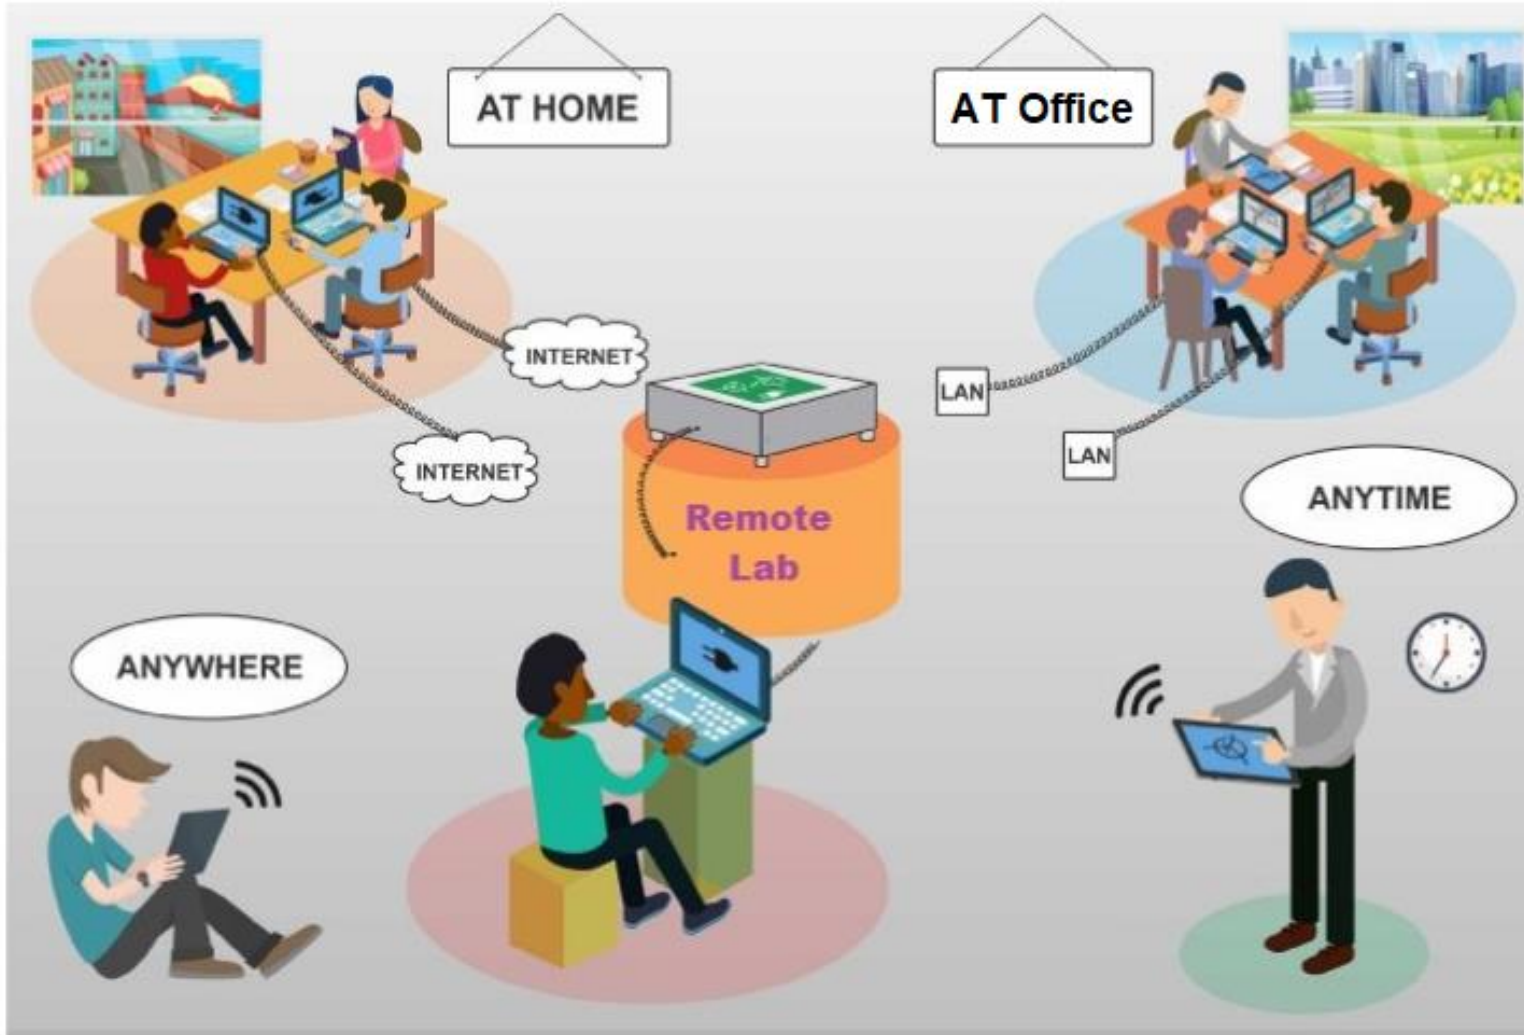 AT HOME
AT Office
INTERNET
INTERNET
LAN
LAN
Remote
Lab
ANYTIME
ANYWHERE